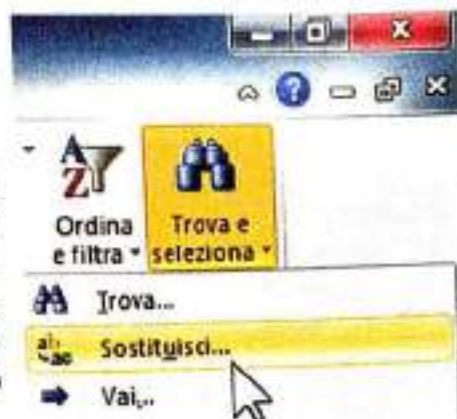 A
Z
Ordina
e filtra
Trova e
seleziona
Trova...
Sostituisci...
Vai...